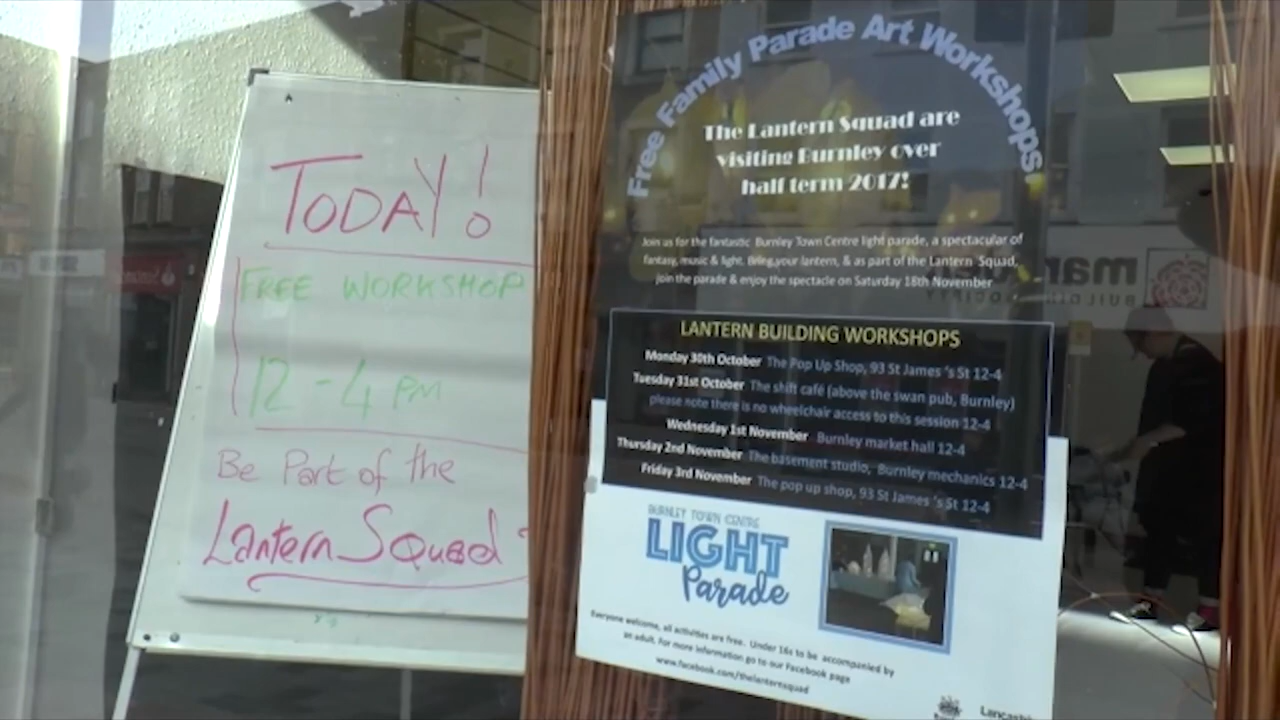 TODAY!
FREE WORKSHOP
12-4 PM
Be Part of the
Lantern Squad
Free Family Parade Art Workshops
The Lantern Squad are
visiting Burnley over
half term 2017!
Join us for the fantastic Burnley Town Centre light parade, a spectacular of
fantasy, music & light. Bring your lantern, & as part of the Lantern Squad,
join the parade & enjoy the spectacle on Saturday 18th November
LANTERN BUILDING WORKSHOPS
Monday 30th October The Pop Up Shop, 93 St James 's St 12-4
Tuesday 31st October The shift café (above the swan pub, Burnley)
please note there is no wheelchair access to this session 12-4
Wednesday 1st November Burnley market hall 12-4
Thursday 2nd November The basement studio, Burnley mechanics 12-4
Friday 3rd November The pop up shop, 93 St James 's St 12-4
BURNLEY TOWN CENTRE
LIGHT
Parade
Everyone welcome, all activities are free. Under 16s to be accompanied by
an adult. For more information go to our Facebook page
www.facebook.com/thelanternsquad